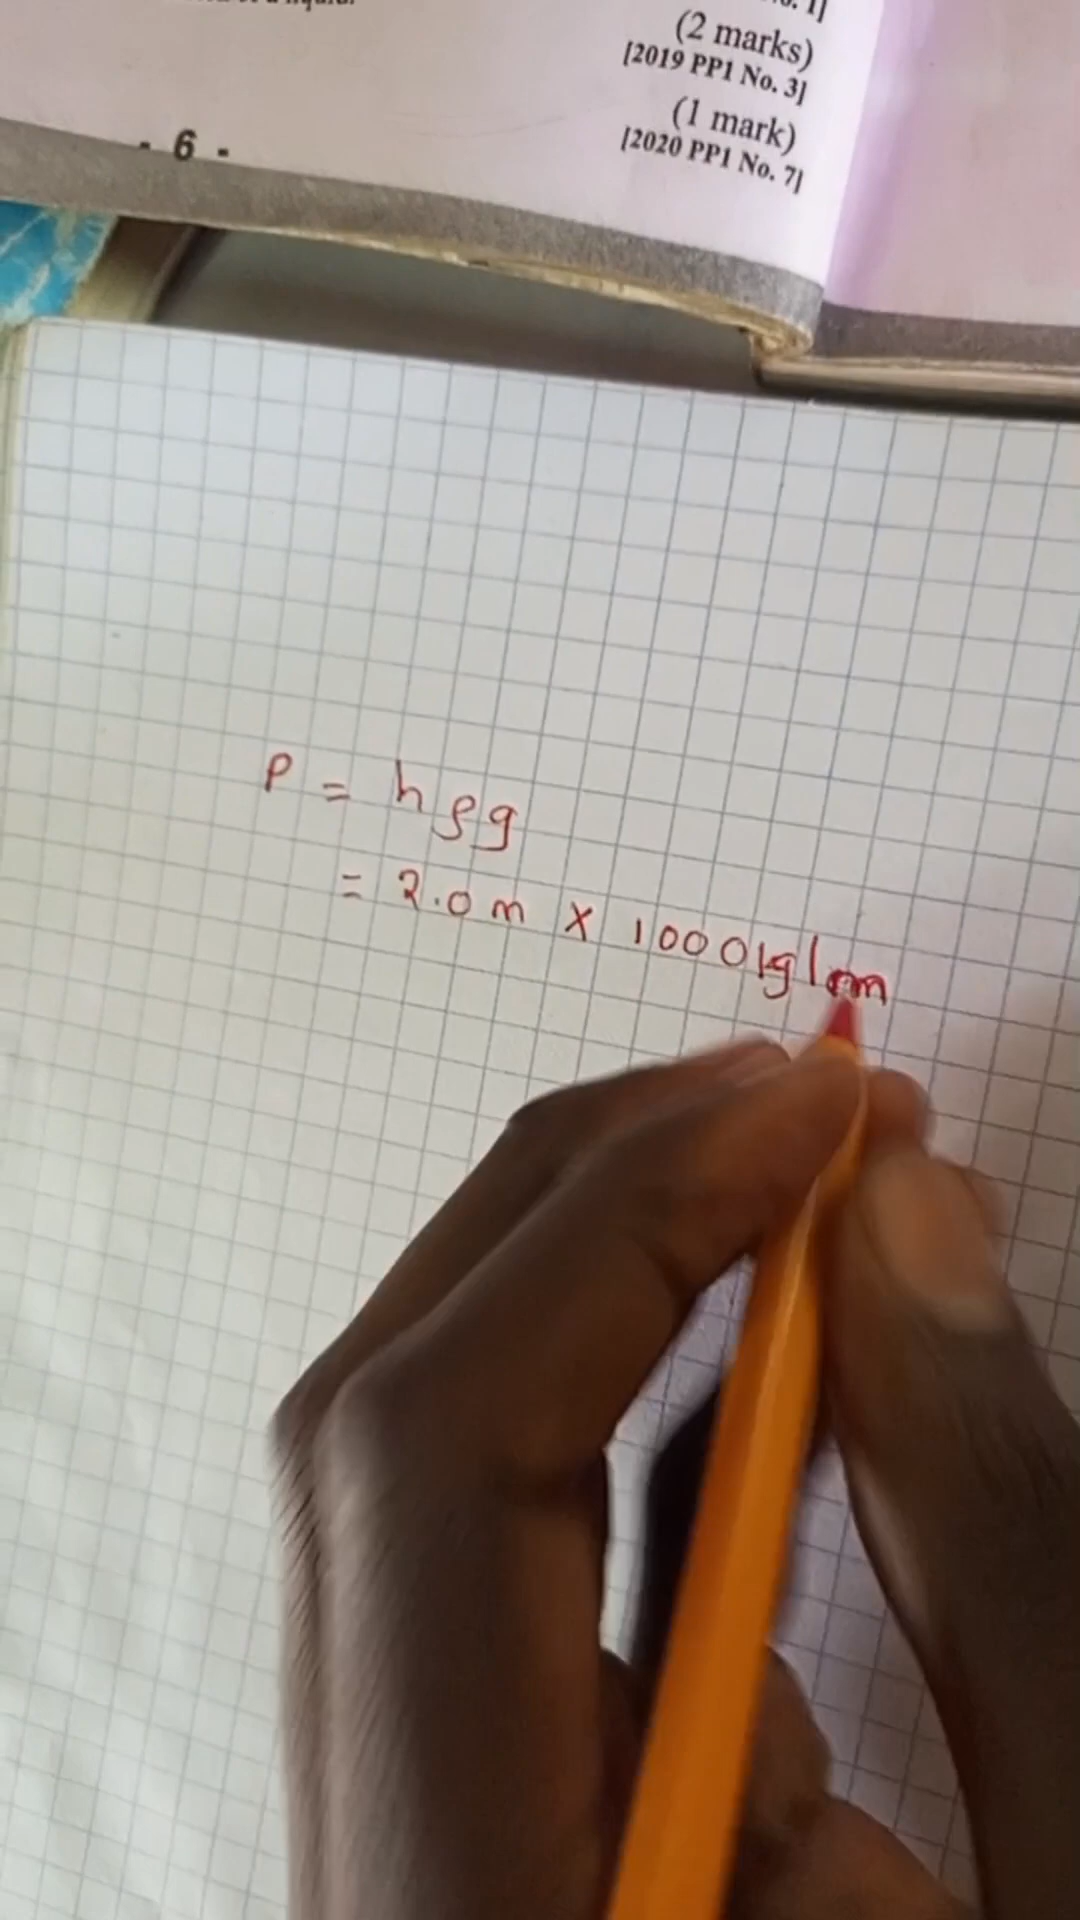 (2 marks)
[2019 PP1 No. 3]
(1 mark)
[2020 PP1 No. 7]
- 6 -
P = hρg
= 2.0 m × 1000kg/m